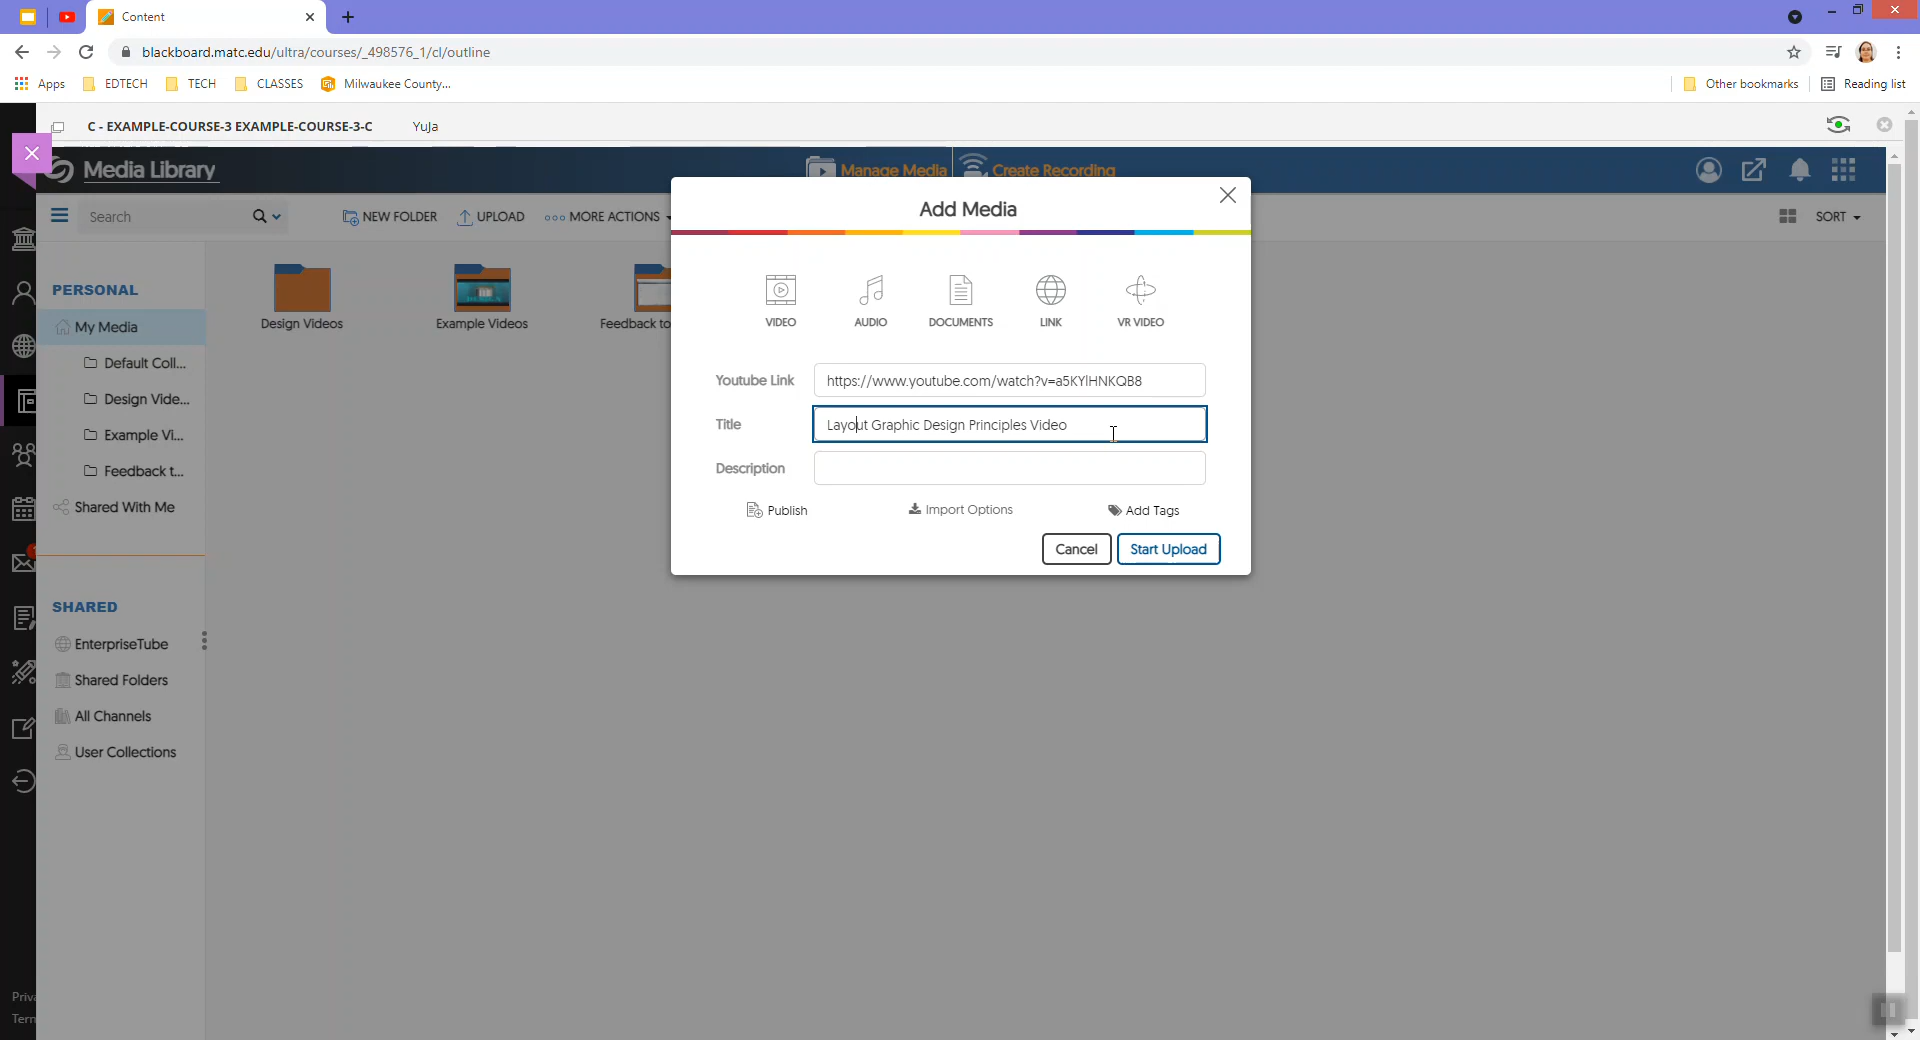 Content
blackboard.matc.edu/ultra/courses/_498576_1/cl/outline
Apps EDTECH TECH CLASSES Milwaukee County... Other bookmarks Reading list
C - EXAMPLE-COURSE-3 EXAMPLE-COURSE-3-C YuJa
Media Library Manage Media Create Recording
Search NEW FOLDER UPLOAD MORE ACTIONS SORT
PERSONAL
My Media
Default Coll...
Design Vide...
Example Vi...
Feedback t...
Shared With Me
SHARED
EnterpriseTube
Shared Folders
All Channels
User Collections
Design Videos Example Videos Feedback to
Add Media
VIDEO AUDIO DOCUMENTS LINK VR VIDEO
Youtube Link https://www.youtube.com/watch?v=a5KYlHNKQB8
Title Layout Graphic Design Principles Video
Description
Publish Import Options Add Tags
Cancel Start Upload
Priva
Term